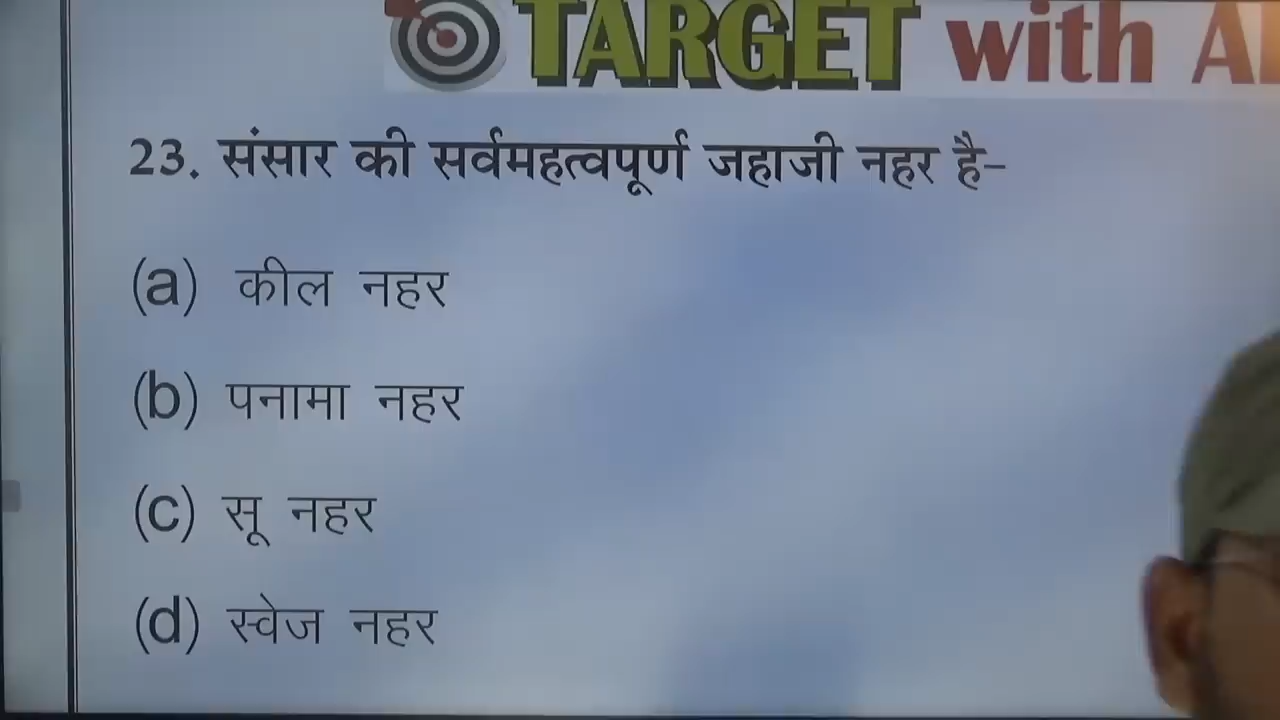 TARGET with A
23. संसार की सर्वमहत्वपूर्ण जहाजी नहर है-
(a) कील नहर
(b) पनामा नहर
(c) सू नहर
(d) स्वेज नहर